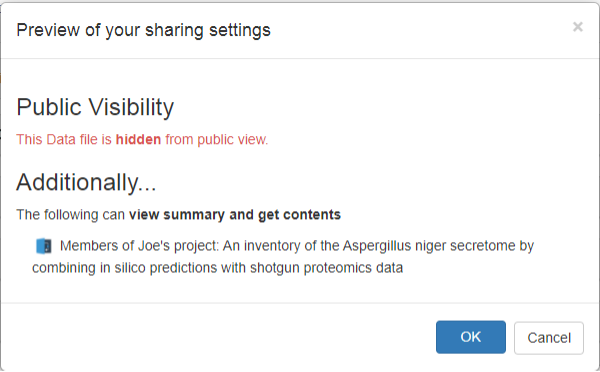 Preview of your sharing settings
×
Public Visibility
This Data file is hidden from public view.
Additionally...
The following can view summary and get contents
Members of Joe's project: An inventory of the Aspergillus niger secretome by
combining in silico predictions with shotgun proteomics data
OK
Cancel